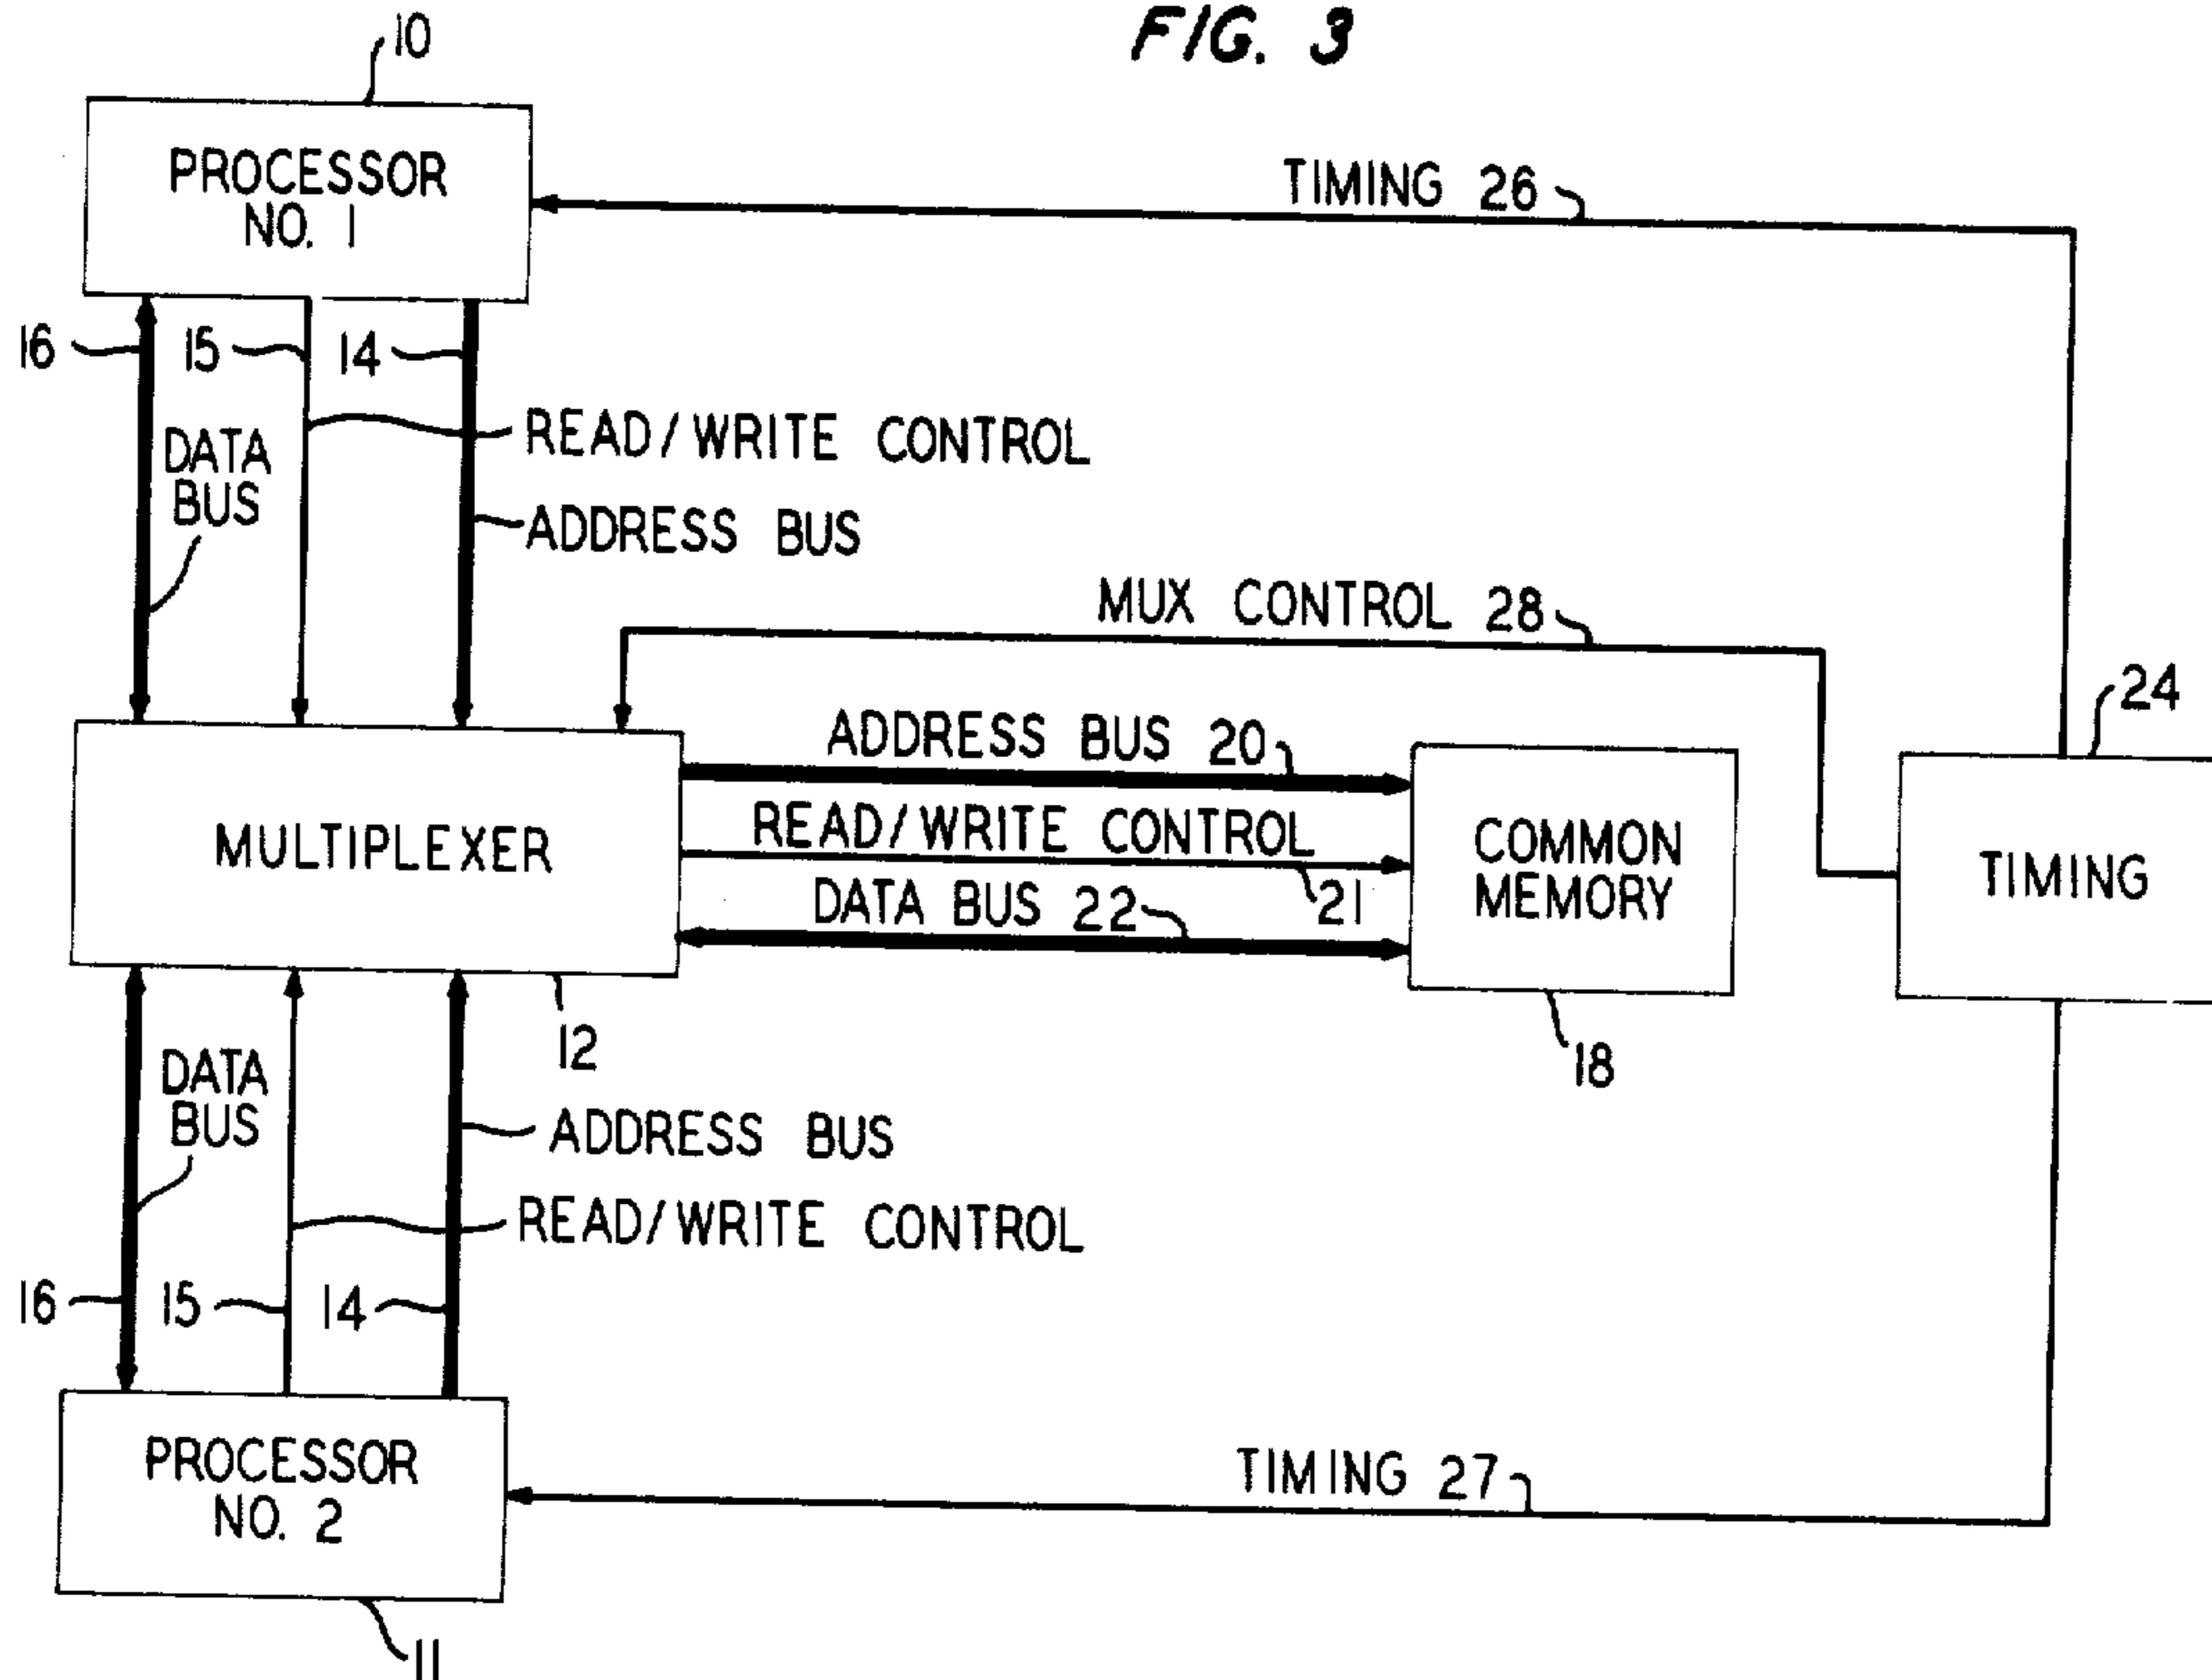 FIG. 3
10
PROCESSOR
NO. 1
TIMING 26
16
15
14
READ/WRITE CONTROL
DATA
BUS
ADDRESS BUS
MUX CONTROL 28
24
ADDRESS BUS 20
MULTIPLEXER
READ/WRITE CONTROL
21
DATA BUS 22
COMMON
MEMORY
TIMING
12
18
DATA
BUS
ADDRESS BUS
READ/WRITE CONTROL
16
15
14
PROCESSOR
NO. 2
TIMING 27
11